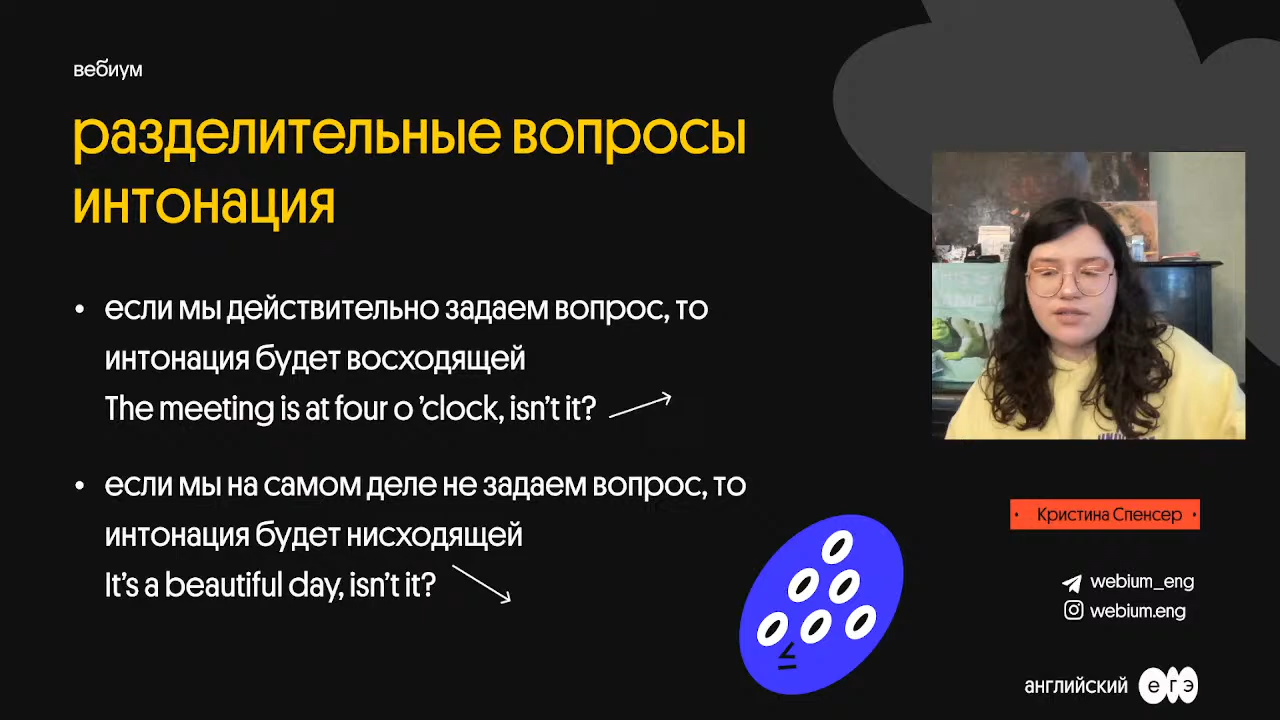 вебиум
разделительные вопросы
интонация
• если мы действительно задаем вопрос, то
интонация будет восходящей
The meeting is at four o ’clock, isn’t it?
• если мы на самом деле не задаем вопрос, то
интонация будет нисходящей
It’s a beautiful day, isn’t it?
• Кристина Спенсер •
webium_eng
webium.eng
английский егэ